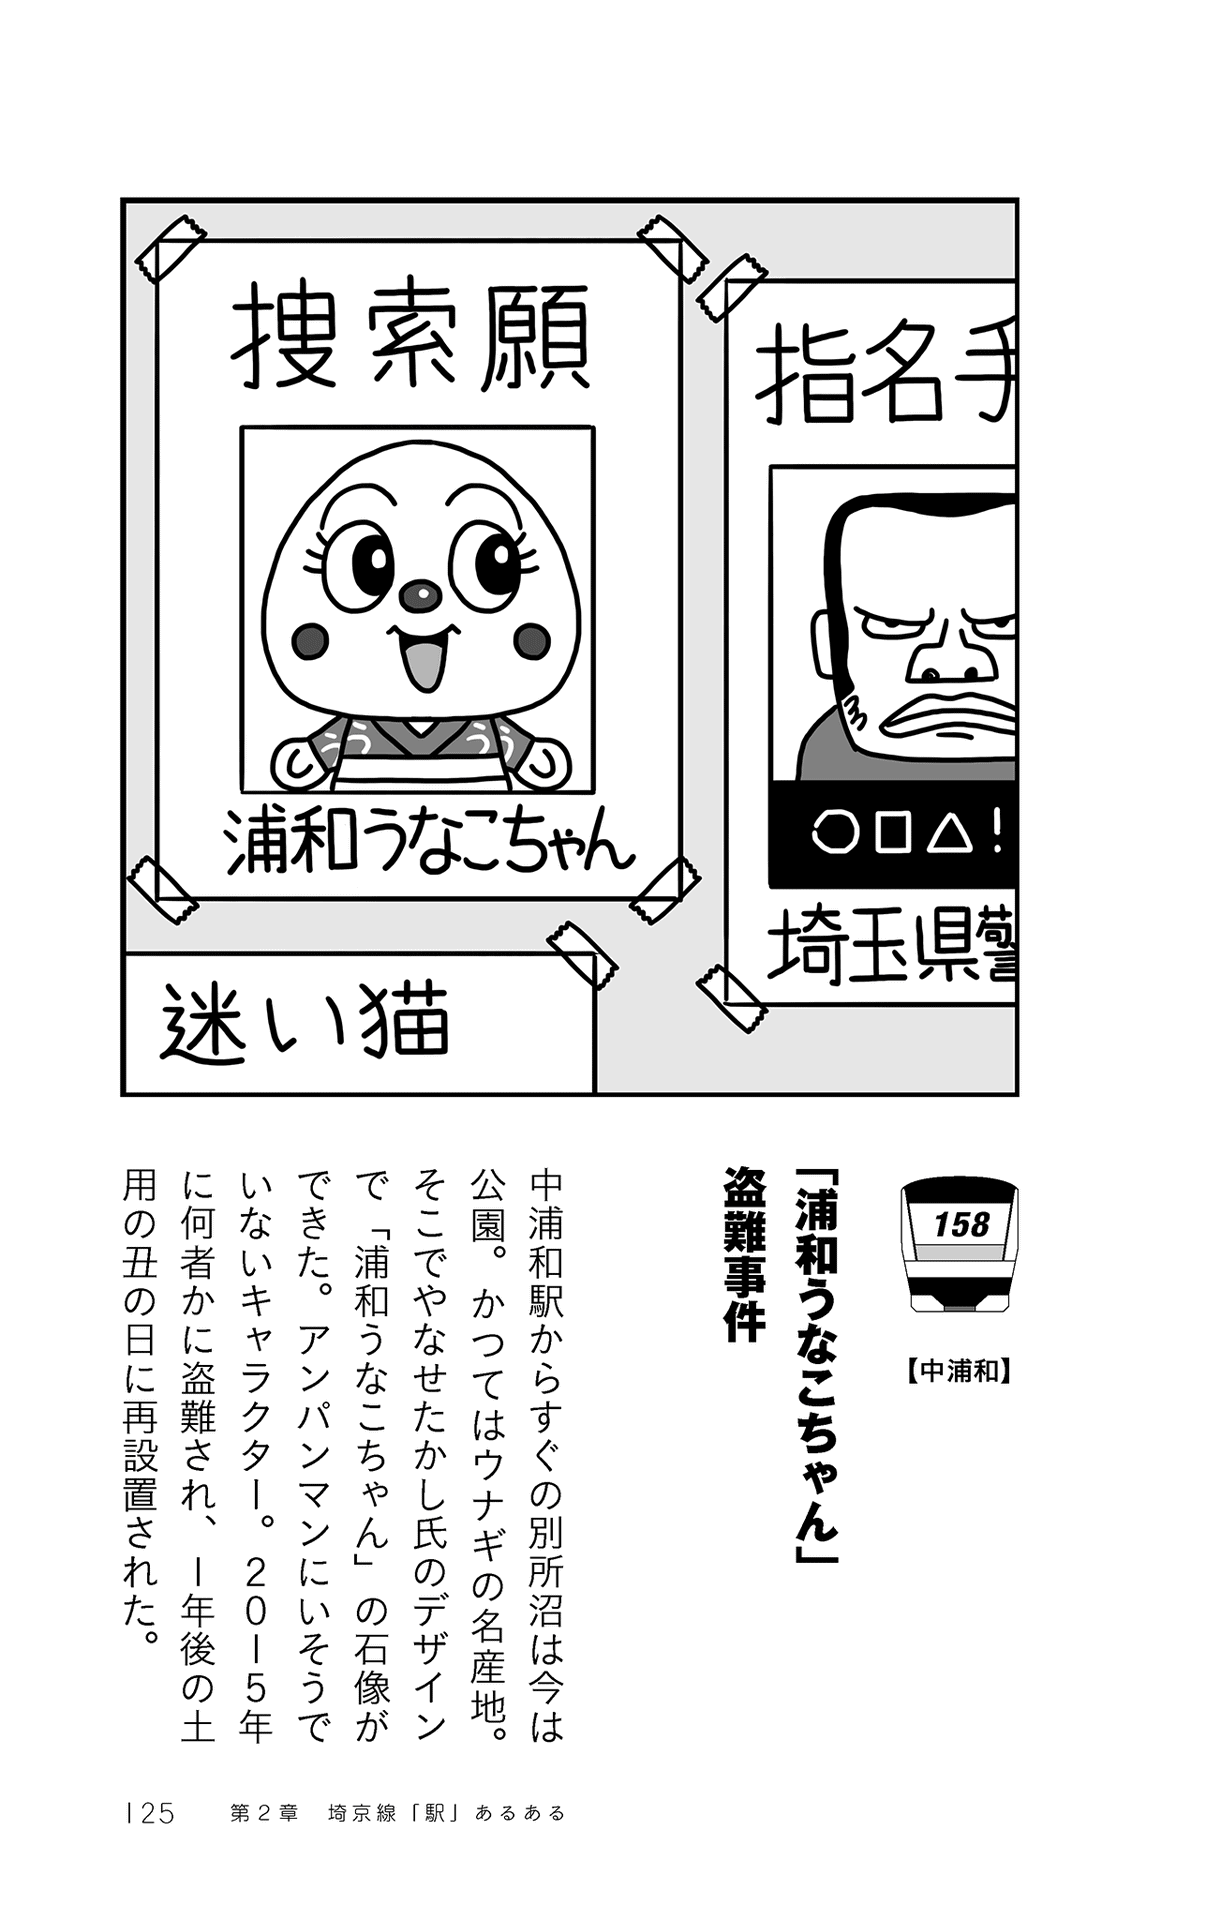 捜索願
浦和うなこちゃん
指名手
○□△!
埼玉県警
迷い猫
う う
う う
158
【中浦和】
「浦和うなこちゃん」
盗難事件
中浦和駅からすぐの別所沼は今は
公園。かつてはウナギの名産地。
そこでやなせたかし氏のデザイン
で「浦和うなこちゃん」の石像が
できた。アンパンマンにいそうで
いないキャラクター。2015年
に何者かに盗難され、1年後の土
用の丑の日に再設置された。
125 第2章 埼京線「駅」あるある